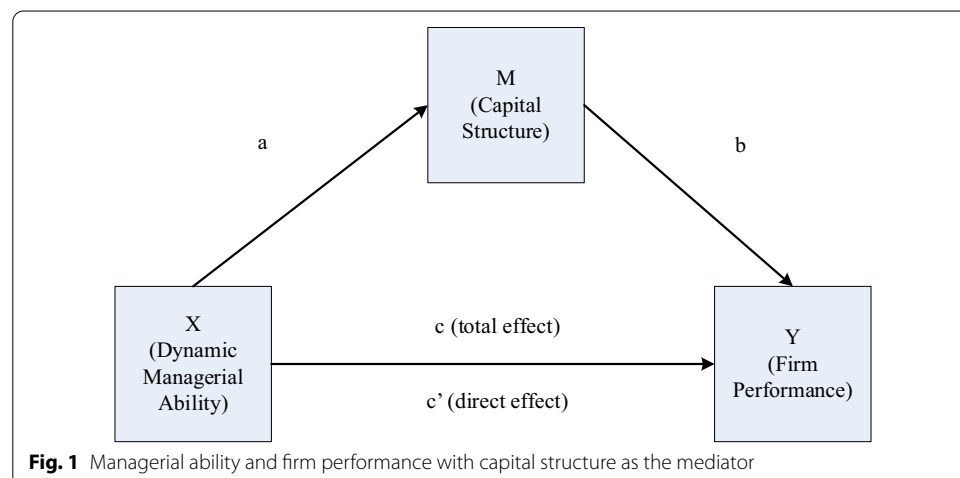 M
(Capital
Structure)
a
b
X
(Dynamic
Managerial
Ability)
c (total effect)
c’ (direct effect)
Y
(Firm
Performance)
Fig. 1 Managerial ability and firm performance with capital structure as the mediator